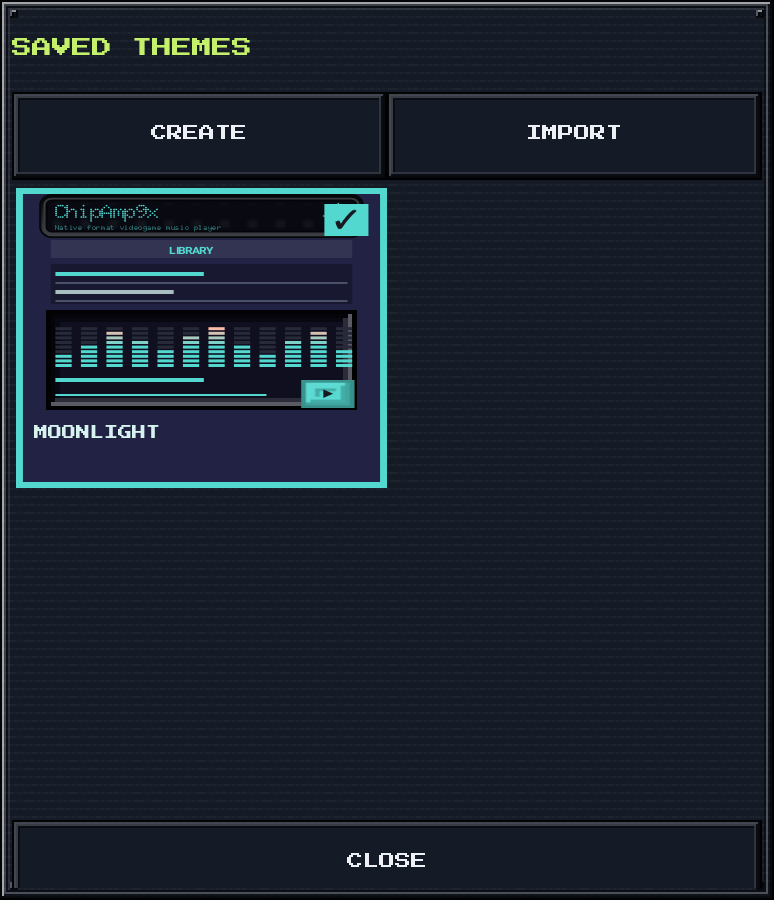 SAVED THEMES
CREATE
IMPORT
ChipAmp9x
Native format videogame music player
LIBRARY
MOONLIGHT
CLOSE